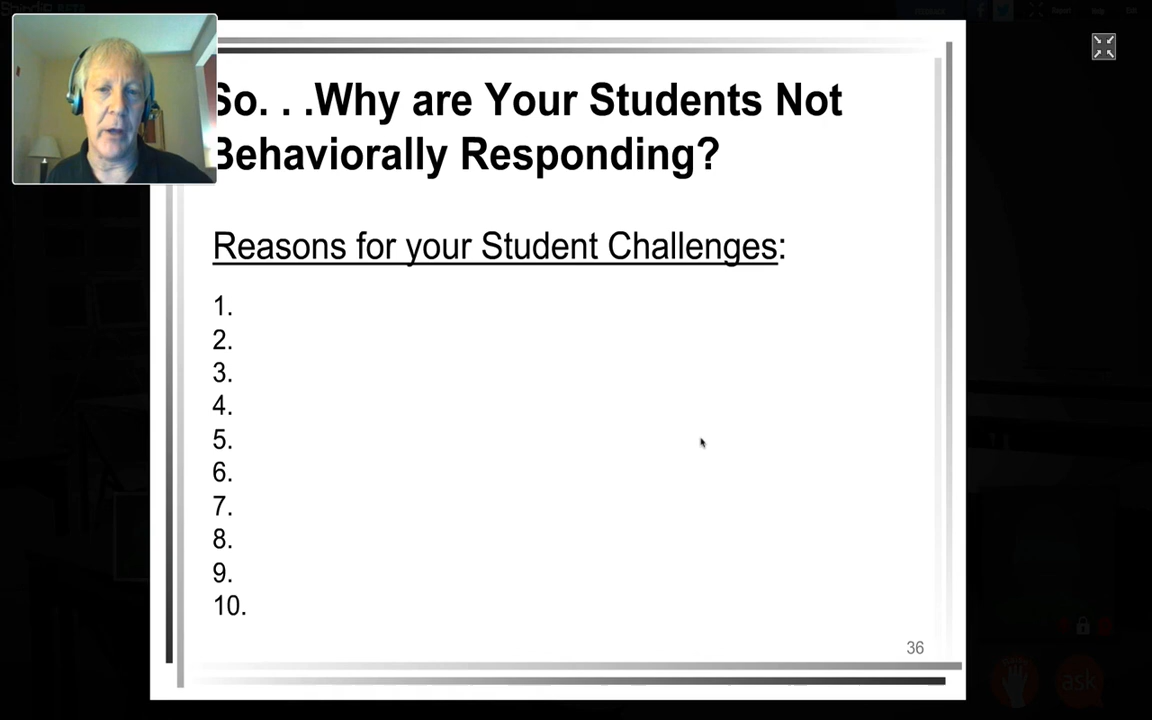 So. . .Why are Your Students Not
Behaviorally Responding?
Reasons for your Student Challenges:
1.
2.
3.
4.
5.
6.
7.
8.
9.
10.
36
ask